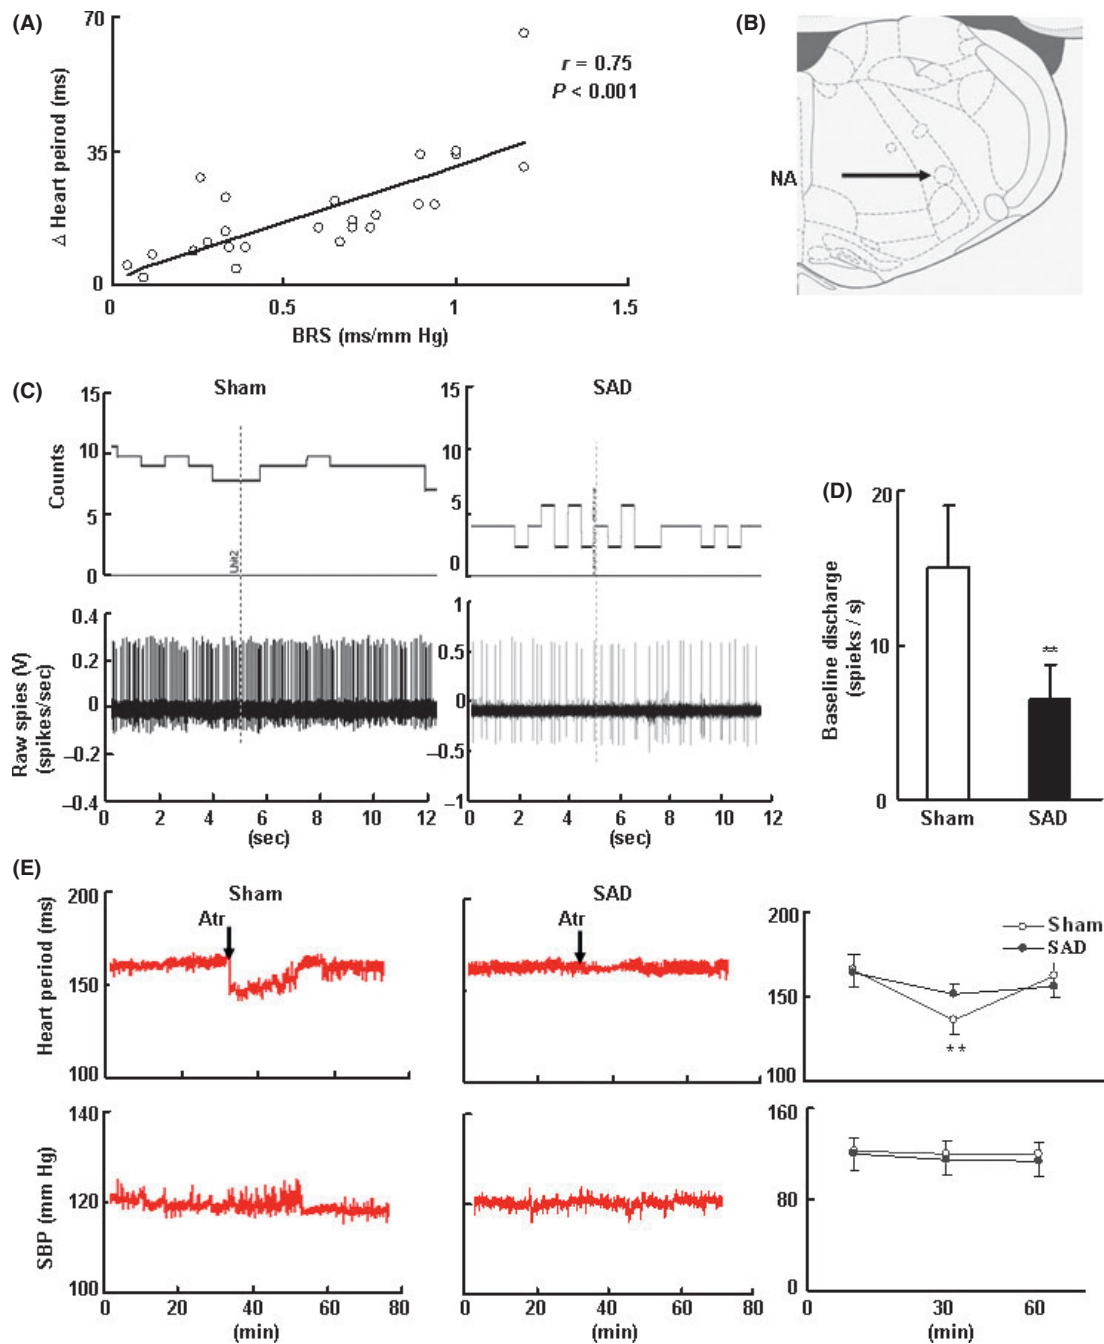 (A)
70
35
0
Δ Heart peirod (ms)
r = 0.75
P < 0.001
0
0.5
1
1.5
BRS (ms/mm Hg)
(B)
NA
(C)
Sham
SAD
15
10
5
0
Counts
Unit2
15
10
5
0
0.4
0.2
0
–0.2
–0.4
Raw spies (V)
(spikes/sec)
1
0.5
0
–0.5
–1
0 2 4 6 8 10 12
(sec)
0 2 4 6 8 10 12
(sec)
(D)
20
10
0
Baseline discharge
(spieks / s)
**
Sham
SAD
(E)
Sham
SAD
200
150
100
Heart period (ms)
Atr
Atr
200
150
100
Sham
SAD
**
140
120
100
SBP (mm Hg)
160
80
0
0 20 40 60 80
(min)
0 20 40 60 80
(min)
0 30 60
(min)